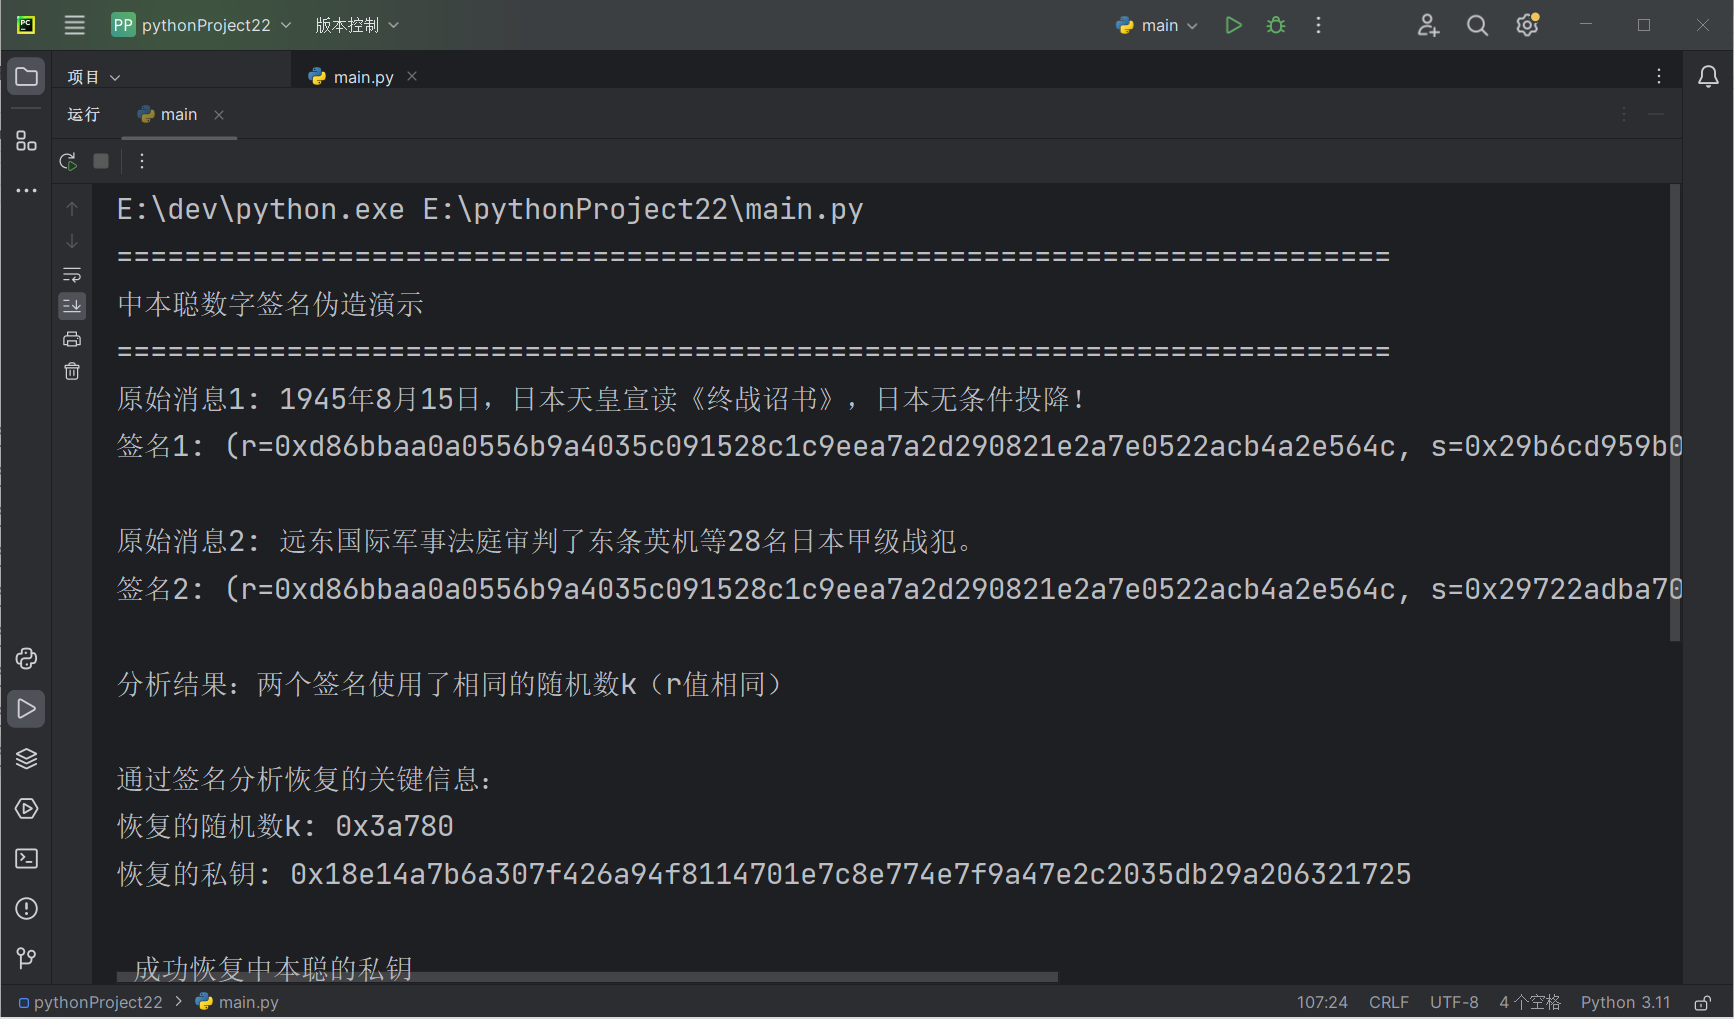 PC
PP pythonProject22 版本控制 main
项目 main.py
运行 main
E:\dev\python.exe E:\pythonProject22\main.py
===========================================================================
中本聪数字签名伪造演示
===========================================================================
原始消息1: 1945年8月15日，日本天皇宣读《终战诏书》，日本无条件投降！
签名1: (r=0xd86bbaa0a0556b9a4035c091528c1c9eea7a2d290821e2a7e0522acb4a2e564c, s=0x29b6cd959b0
原始消息2: 远东国际军事法庭审判了东条英机等28名日本甲级战犯。
签名2: (r=0xd86bbaa0a0556b9a4035c091528c1c9eea7a2d290821e2a7e0522acb4a2e564c, s=0x29722adba70
分析结果：两个签名使用了相同的随机数k（r值相同）
通过签名分析恢复的关键信息：
恢复的随机数k: 0x3a780
恢复的私钥: 0x18e14a7b6a307f426a94f8114701e7c8e774e7f9a47e2c2035db29a206321725
成功恢复中本聪的私钥
pythonProject22 > main.py 107:24 CRLF UTF-8 4 个空格 Python 3.11